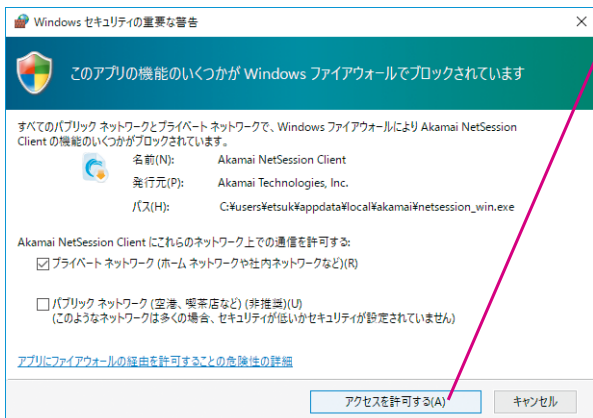 Windows セキュリティの重要な警告
このアプリの機能のいくつかが Windows ファイアウォールでブロックされています
すべてのパブリック ネットワークとプライベート ネットワークで、Windows ファイアウォールにより Akamai NetSession
Client の機能のいくつかがブロックされています。
名前(N): Akamai NetSession Client
発行元(P): Akamai Technologies, Inc.
パス(H): C:¥users¥etsuk¥appdata¥local¥akamai¥netsession_win.exe
Akamai NetSession Client にこれらのネットワーク上での通信を許可する:
プライベート ネットワーク (ホーム ネットワークや社内ネットワークなど)(R)
パブリック ネットワーク (空港、喫茶店など) (非推奨)(U)
(このようなネットワークは多くの場合、セキュリティが低いかセキュリティが設定されていません)
アプリにファイアウォールの経由を許可することの危険性の詳細
アクセスを許可する(A) キャンセル